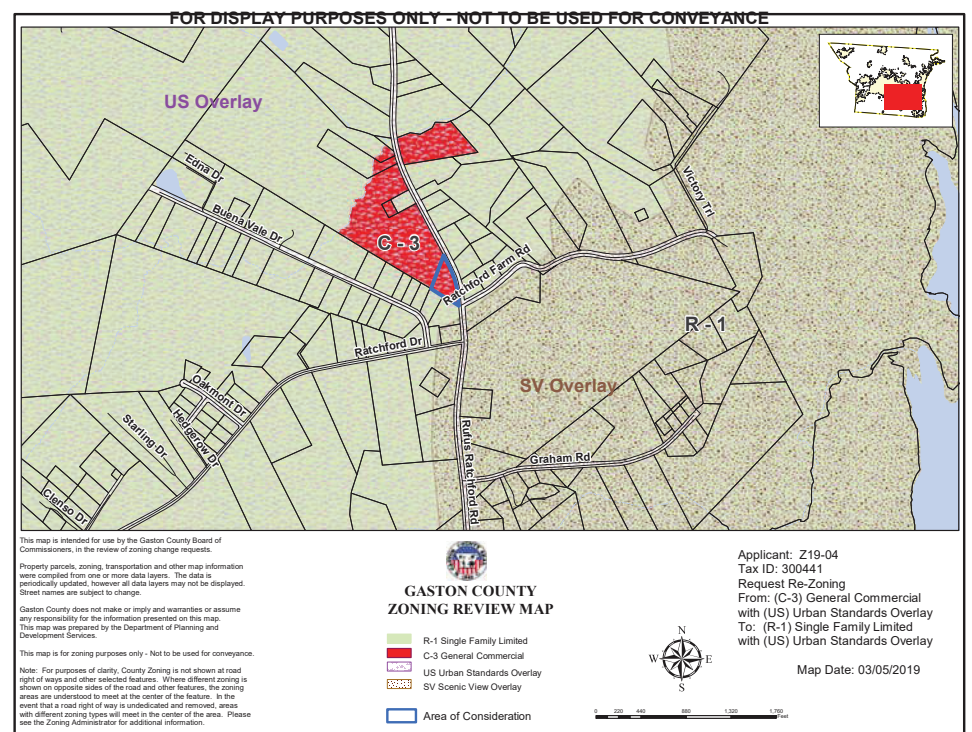 FOR DISPLAY PURPOSES ONLY - NOT TO BE USED FOR CONVEYANCE
US Overlay
Edna Dr
Buena Vale Dr
C - 3
Victory Trl
Ratchford Farm Rd
R - 1
Ratchford Dr
SV Overlay
Oakmont Dr
Hedgerow Dr
Starling Dr
Rufus Ratchford Rd
Graham Rd
Clenso Dr
This map is intended for use by the Gaston County Board of
Commissioners, in the review of zoning change requests.
Property parcels, zoning, transportation and other map information
were compiled from one or more data layers. The data is
periodically updated, however all data layers may not be displayed.
Street names are subject to change.
Gaston County does not make or imply and warranties or assume
any responsibility for the information presented on this map.
This map was prepared by the Department of Planning and
Development Services.
This map is for zoning purposes only - Not to be used for conveyance.
Note: For purposes of clarity, County Zoning is not shown at road
right of ways and other selected features. Where different zoning is
shown on opposite sides of the road and other features, the zoning
areas are understood to meet at the center of the feature. In the
event that a road right of way is undedicated and removed, areas
with different zoning types will meet in the center of the area. Please
see the Zoning Administrator for additional information.
GASTON COUNTY
ZONING REVIEW MAP
R-1 Single Family Limited
C-3 General Commercial
US Urban Standards Overlay
SV Scenic View Overlay
Area of Consideration
N
W E
S
0 220 440 880 1,320 1,760
Feet
Applicant: Z19-04
Tax ID: 300441
Request Re-Zoning
From: (C-3) General Commercial
with (US) Urban Standards Overlay
To: (R-1) Single Family Limited
with (US) Urban Standards Overlay
Map Date: 03/05/2019